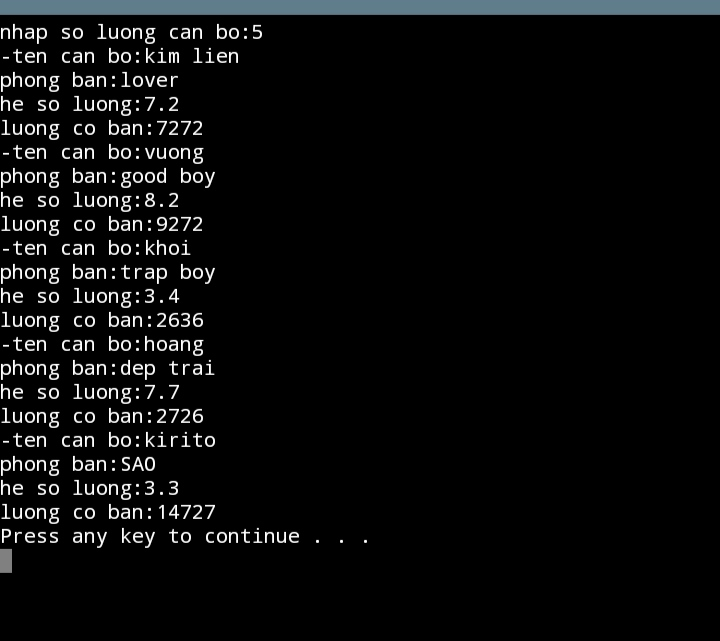 nhap so luong can bo:5
-ten can bo:kim lien
phong ban:lover
he so luong:7.2
luong co ban:7272
-ten can bo:vuong
phong ban:good boy
he so luong:8.2
luong co ban:9272
-ten can bo:khoi
phong ban:trap boy
he so luong:3.4
luong co ban:2636
-ten can bo:hoang
phong ban:dep trai
he so luong:7.7
luong co ban:2726
-ten can bo:kirito
phong ban:SAO
he so luong:3.3
luong co ban:14727
Press any key to continue . . .